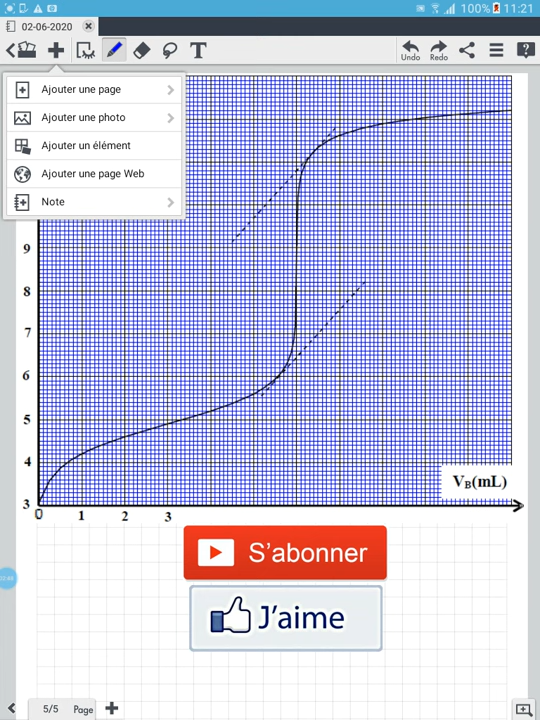 100% 11:21
02-06-2020
T
Undo Redo
Ajouter une page
Ajouter une photo
Ajouter un élément
Ajouter une page Web
Note
9
8
7
6
5
4
3
V_B(mL)
0 1 2 3
S'abonner
J'aime
5/5 Page